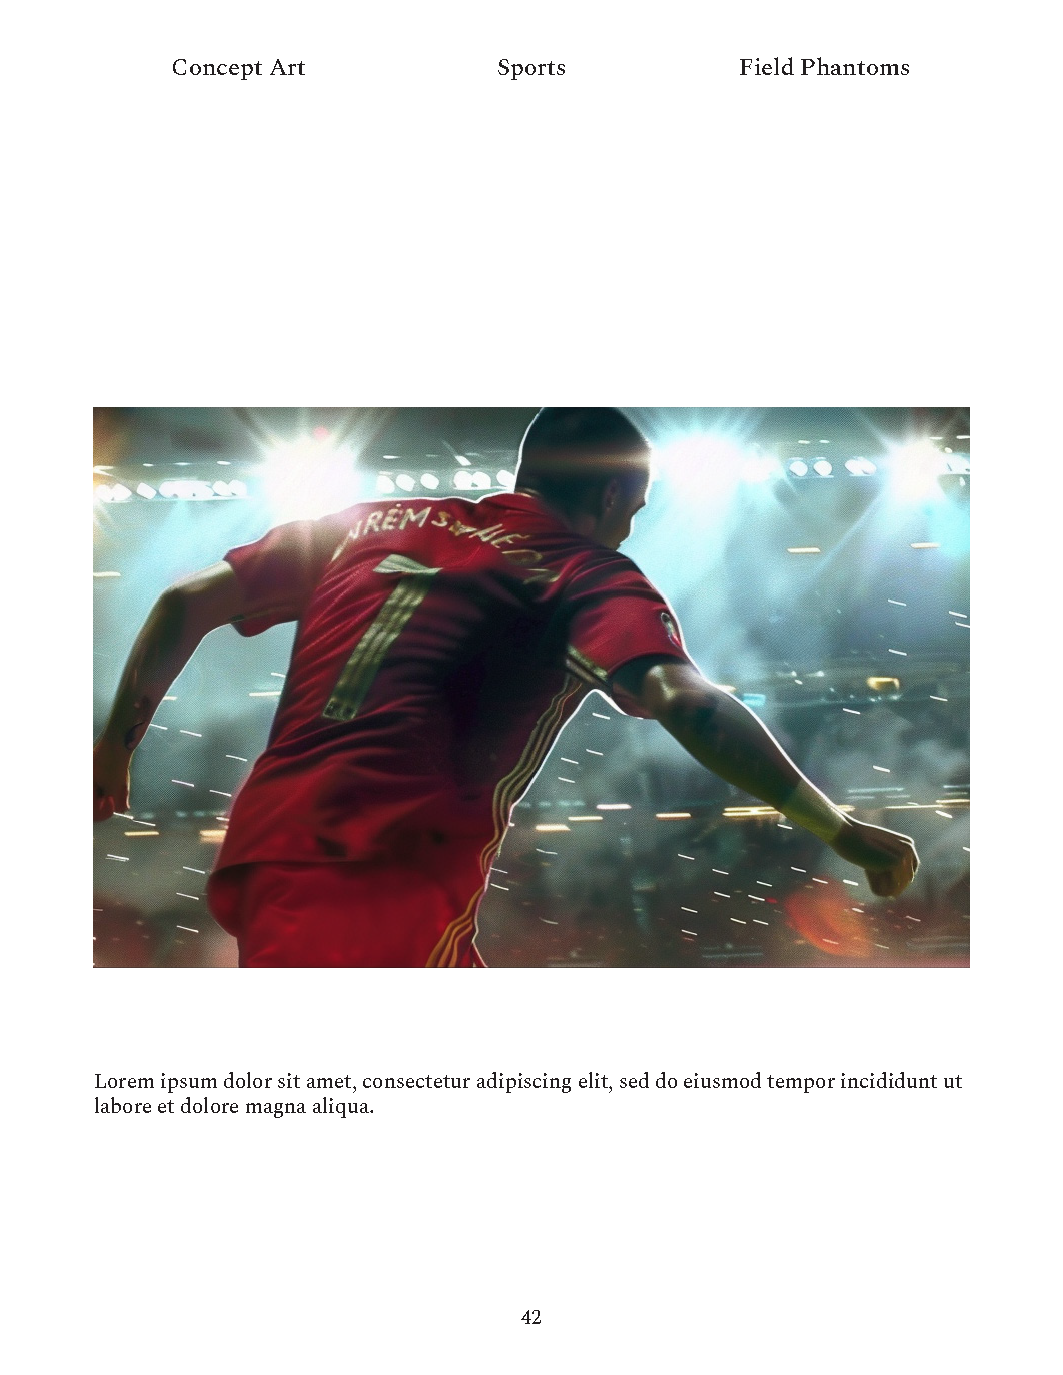 Concept Art Sports Field Phantoms
7
Lorem ipsum dolor sit amet, consectetur adipiscing elit, sed do eiusmod tempor incididunt ut
labore et dolore magna aliqua.
42